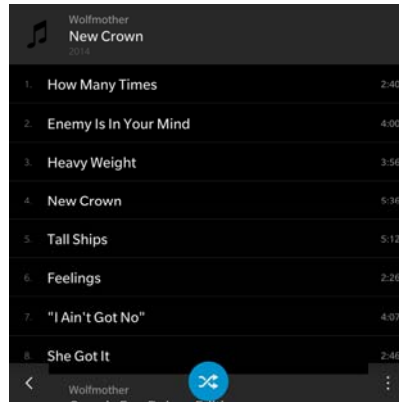 Wolfmother
New Crown
2014
1. How Many Times 2:40
2. Enemy Is In Your Mind 4:00
3. Heavy Weight 3:56
4. New Crown 5:36
5. Tall Ships 5:12
6. Feelings 2:26
7. "I Ain't Got No" 4:07
8. She Got It 2:46
Wolfmother